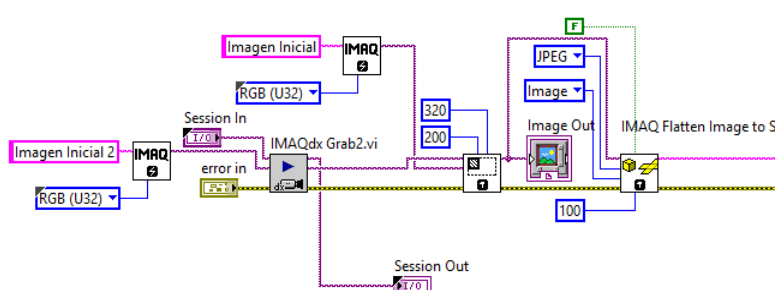 F
Imagen Inicial
IMAQ
JPEG
RGB (U32)
Image
320
Session In
I/O
200
Image Out
IMAQ Flatten Image to S
Imagen Inicial 2
IMAQ
IMAQdx Grab2.vi
error in
dx
RGB (U32)
100
Session Out
I/O